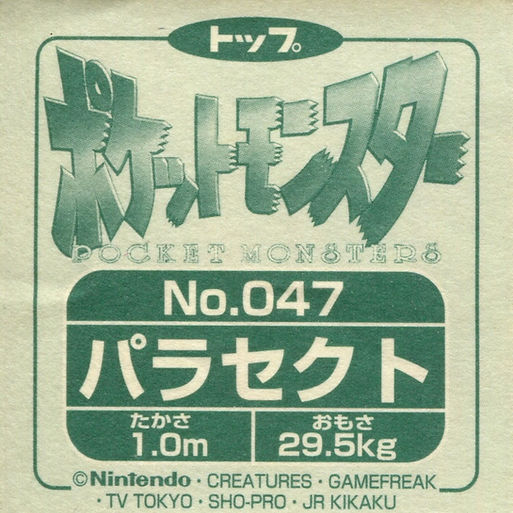 トップ。
ポケットモンスター
POCKET MONSTERS
No.047
パラセクト
たかさ おもさ
1.0m 29.5kg
©Nintendo・CREATURES・GAMEFREAK
・TV TOKYO・SHO-PRO・JR KIKAKU